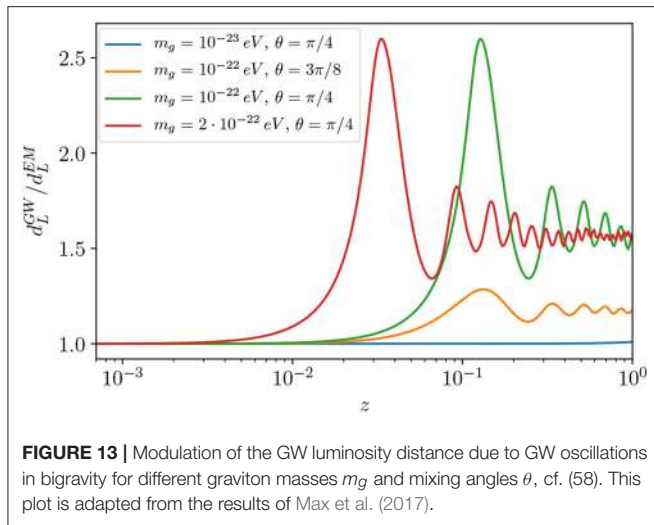 m_g = 10^{-23} eV, θ = π/4
m_g = 10^{-22} eV, θ = 3π/8
m_g = 10^{-22} eV, θ = π/4
m_g = 2 · 10^{-22} eV, θ = π/4
d_L^{GW}/d_L^{EM}
2.5
2.0
1.5
1.0
10^{-3}
10^{-2}
10^{-1}
10^{0}
z
FIGURE 13 | Modulation of the GW luminosity distance due to GW oscillations
in bigravity for different graviton masses m_g and mixing angles θ, cf. (58). This
plot is adapted from the results of Max et al. (2017).